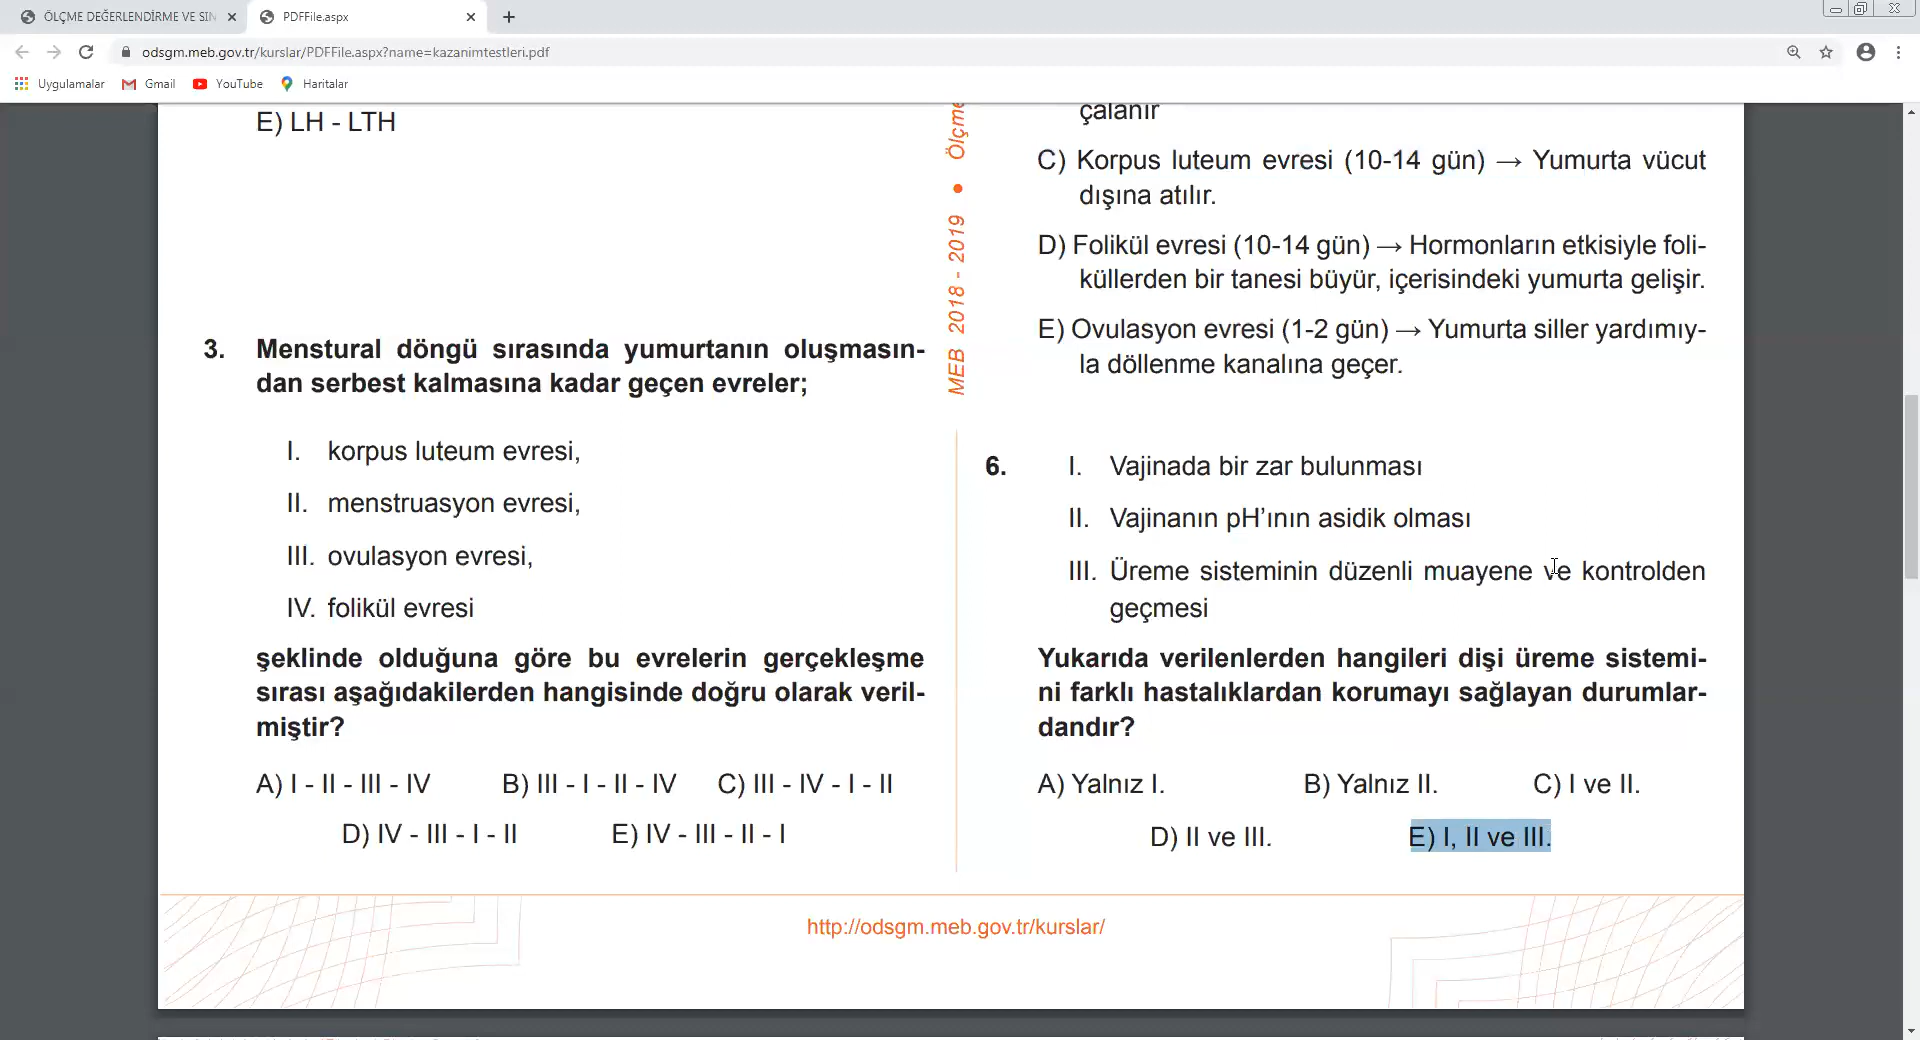 ÖLÇME DEĞERLENDİRME VE SIN
PDFFile.aspx
odsgm.meb.gov.tr/kurslar/PDFFile.aspx?name=kazanimtestleri.pdf
Uygulamalar
Gmail
YouTube
Haritalar
E) LH - LTH
3. Menstural döngü sırasında yumurtanın oluşmasın-
dan serbest kalmasına kadar geçen evreler;
I. korpus luteum evresi,
II. menstruasyon evresi,
III. ovulasyon evresi,
IV. folikül evresi
şeklinde olduğuna göre bu evrelerin gerçekleşme
sırası aşağıdakilerden hangisinde doğru olarak veril-
miştir?
A) I - II - III - IV B) III - I - II - IV C) III - IV - I - II
D) IV - III - I - II E) IV - III - II - I
MEB 2018 - 2019 ● Ölçme
çalanır
C) Korpus luteum evresi (10-14 gün) → Yumurta vücut
dışına atılır.
D) Folikül evresi (10-14 gün) → Hormonların etkisiyle foli-
küllerden bir tanesi büyür, içerisindeki yumurta gelişir.
E) Ovulasyon evresi (1-2 gün) → Yumurta siller yardımıy-
la döllenme kanalına geçer.
6. I. Vajinada bir zar bulunması
II. Vajinanın pH’ının asidik olması
III. Üreme sisteminin düzenli muayene ve kontrolden
geçmesi
Yukarıda verilenlerden hangileri dişi üreme sistemi-
ni farklı hastalıklardan korumayı sağlayan durumlar-
dandır?
A) Yalnız I. B) Yalnız II. C) I ve II.
D) II ve III. E) I, II ve III.
http://odsgm.meb.gov.tr/kurslar/